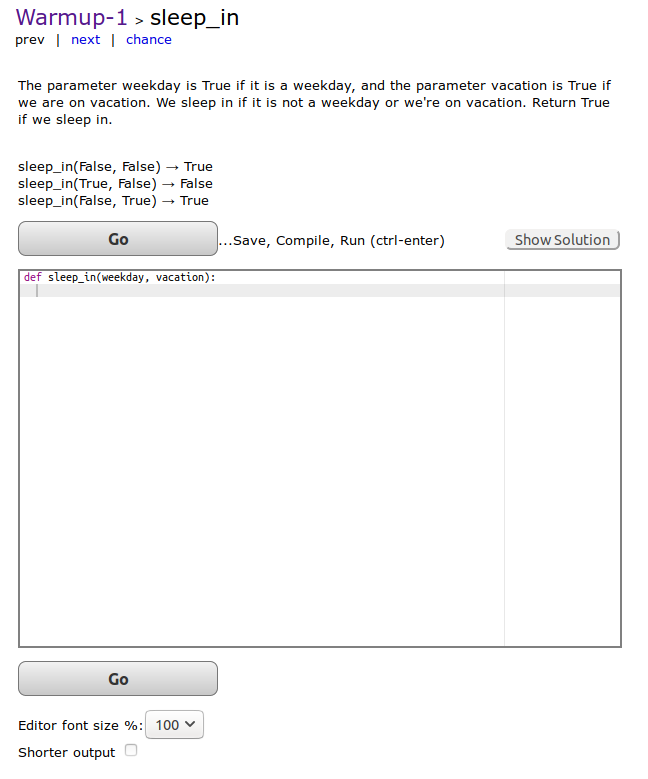 Warmup-1 > sleep_in
prev | next | chance
The parameter weekday is True if it is a weekday, and the parameter vacation is True if
we are on vacation. We sleep in if it is not a weekday or we're on vacation. Return True
if we sleep in.
sleep_in(False, False) → True
sleep_in(True, False) → False
sleep_in(False, True) → True
Go ...Save, Compile, Run (ctrl-enter) Show Solution
def sleep_in(weekday, vacation):
Go
Editor font size %: 100
Shorter output